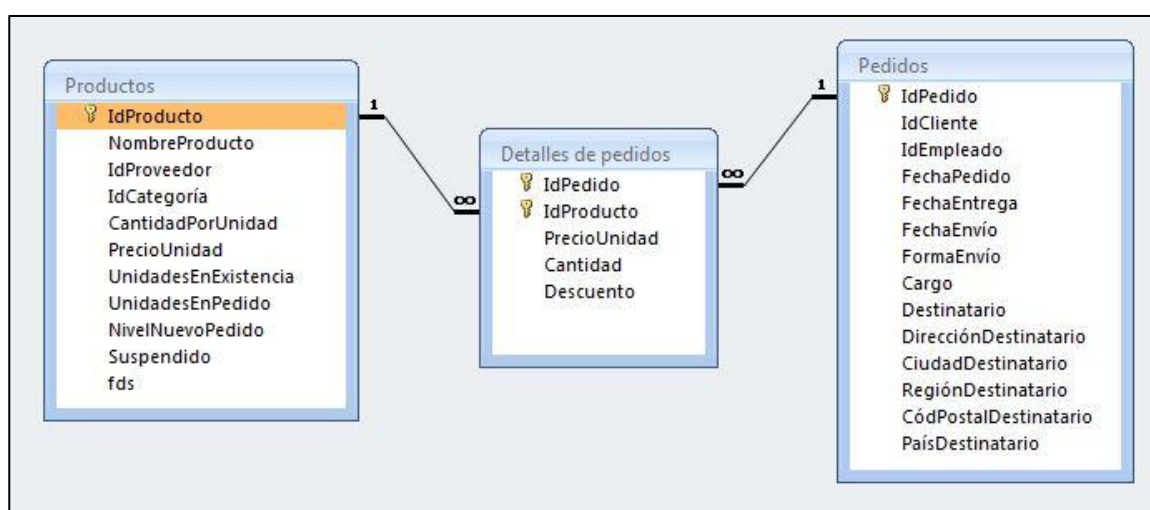 Productos
IdProducto
NombreProducto
IdProveedor
IdCategoría
CantidadPorUnidad
PrecioUnidad
UnidadesEnExistencia
UnidadesEnPedido
NivelNuevoPedido
Suspendido
fds
1
∞
Detalles de pedidos
IdPedido
IdProducto
PrecioUnidad
Cantidad
Descuento
∞
1
Pedidos
IdPedido
IdCliente
IdEmpleado
FechaPedido
FechaEntrega
FechaEnvío
FormaEnvío
Cargo
Destinatario
DirecciónDestinatario
CiudadDestinatario
RegiónDestinatario
CódPostalDestinatario
PaísDestinatario